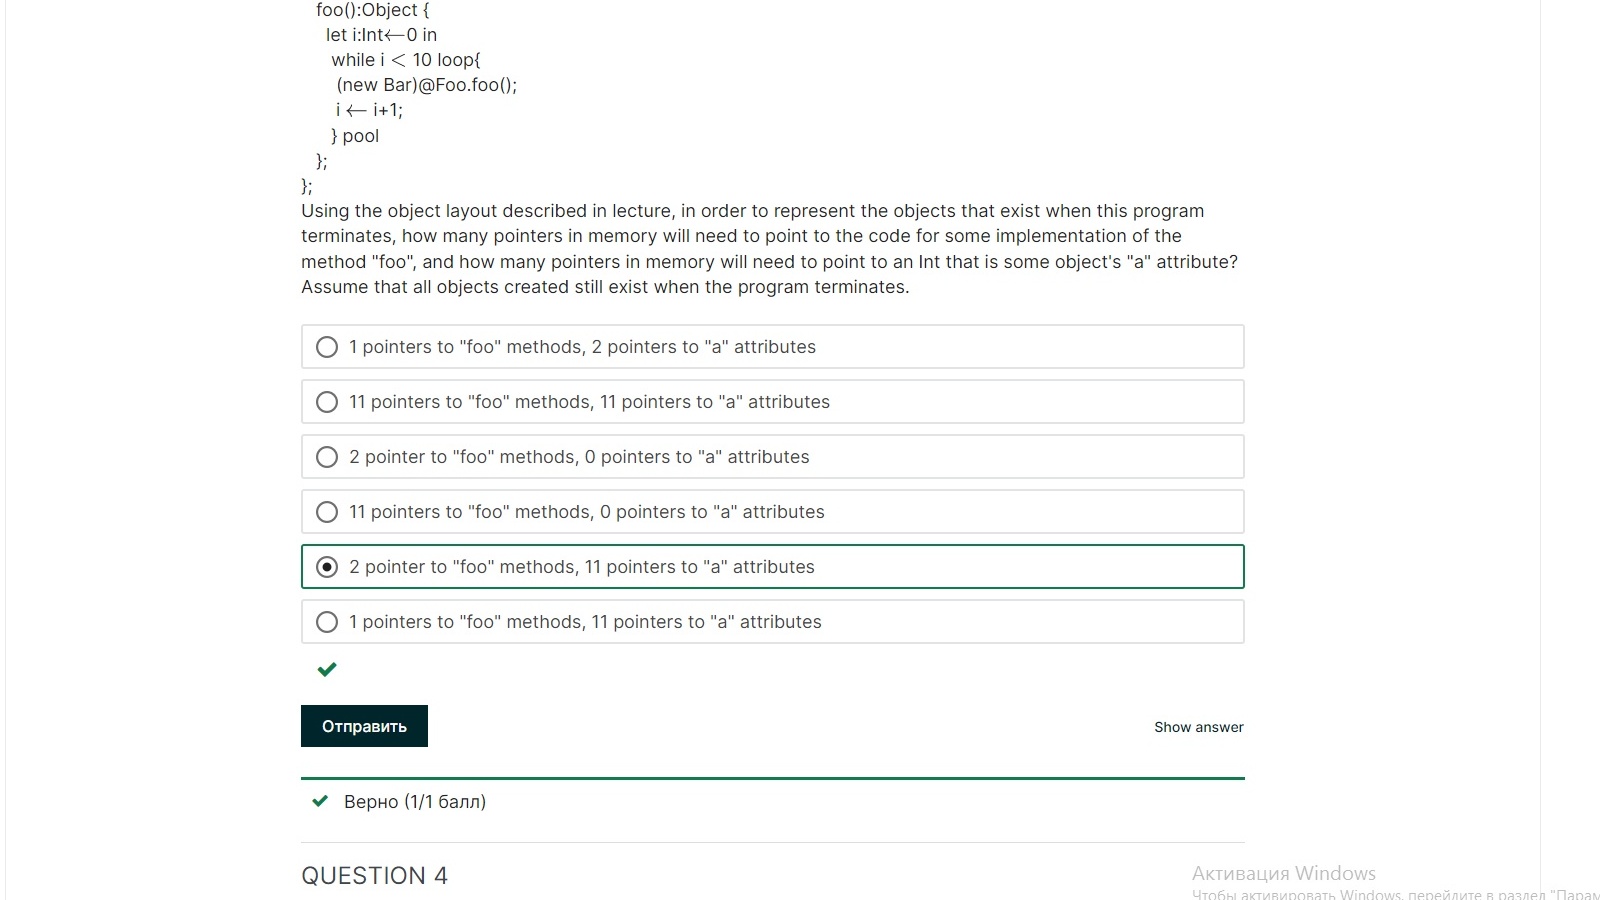 foo():Object {
let i:Int←0 in
while i < 10 loop{
(new Bar)@Foo.foo();
i ← i+1;
} pool
};
};
Using the object layout described in lecture, in order to represent the objects that exist when this program
terminates, how many pointers in memory will need to point to the code for some implementation of the
method "foo", and how many pointers in memory will need to point to an Int that is some object's "a" attribute?
Assume that all objects created still exist when the program terminates.
1 pointers to "foo" methods, 2 pointers to "a" attributes
11 pointers to "foo" methods, 11 pointers to "a" attributes
2 pointer to "foo" methods, 0 pointers to "a" attributes
11 pointers to "foo" methods, 0 pointers to "a" attributes
2 pointer to "foo" methods, 11 pointers to "a" attributes
1 pointers to "foo" methods, 11 pointers to "a" attributes
Отправить
Show answer
Верно (1/1 балл)
QUESTION 4
Активация Windows
Чтобы активировать Windows, перейдите в раздел "Парам